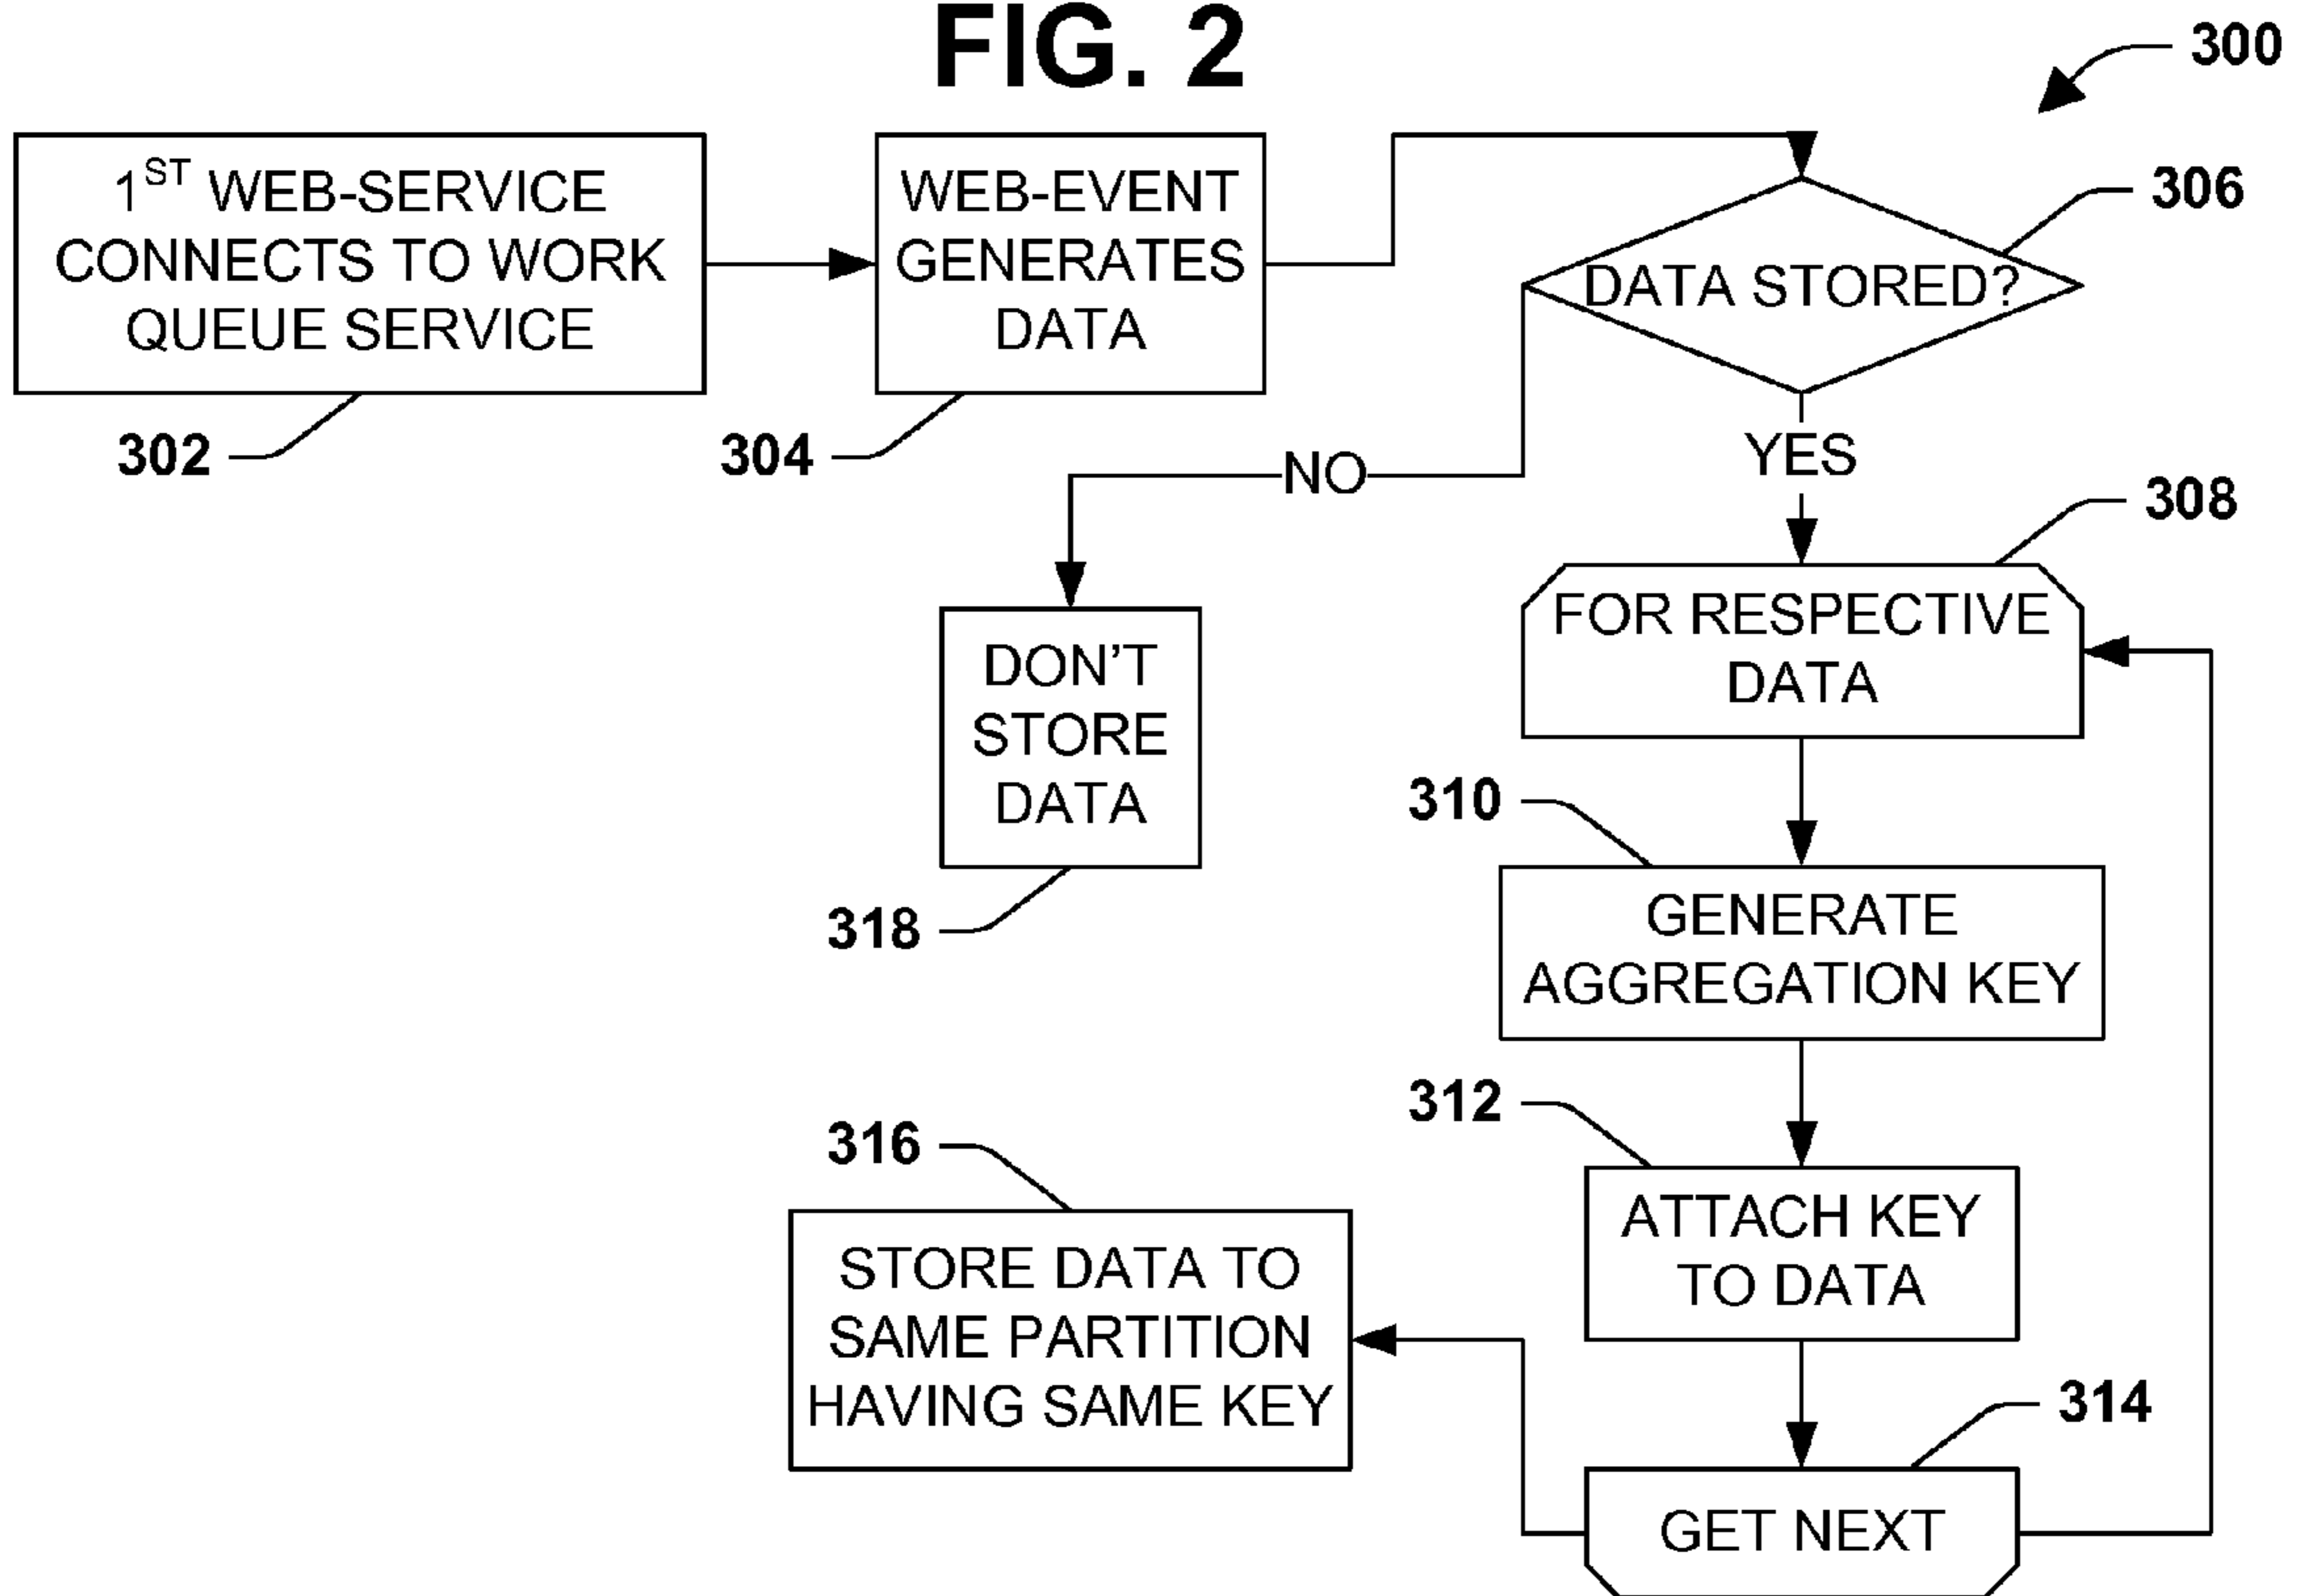 FIG. 2
300
1ST WEB-SERVICE
CONNECTS TO WORK
QUEUE SERVICE
302
WEB-EVENT
GENERATES
DATA
304
DATA STORED?
306
NO
YES
DON'T
STORE
DATA
318
308
FOR RESPECTIVE
DATA
310
GENERATE
AGGREGATION KEY
312
ATTACH KEY
TO DATA
314
GET NEXT
316
STORE DATA TO
SAME PARTITION
HAVING SAME KEY